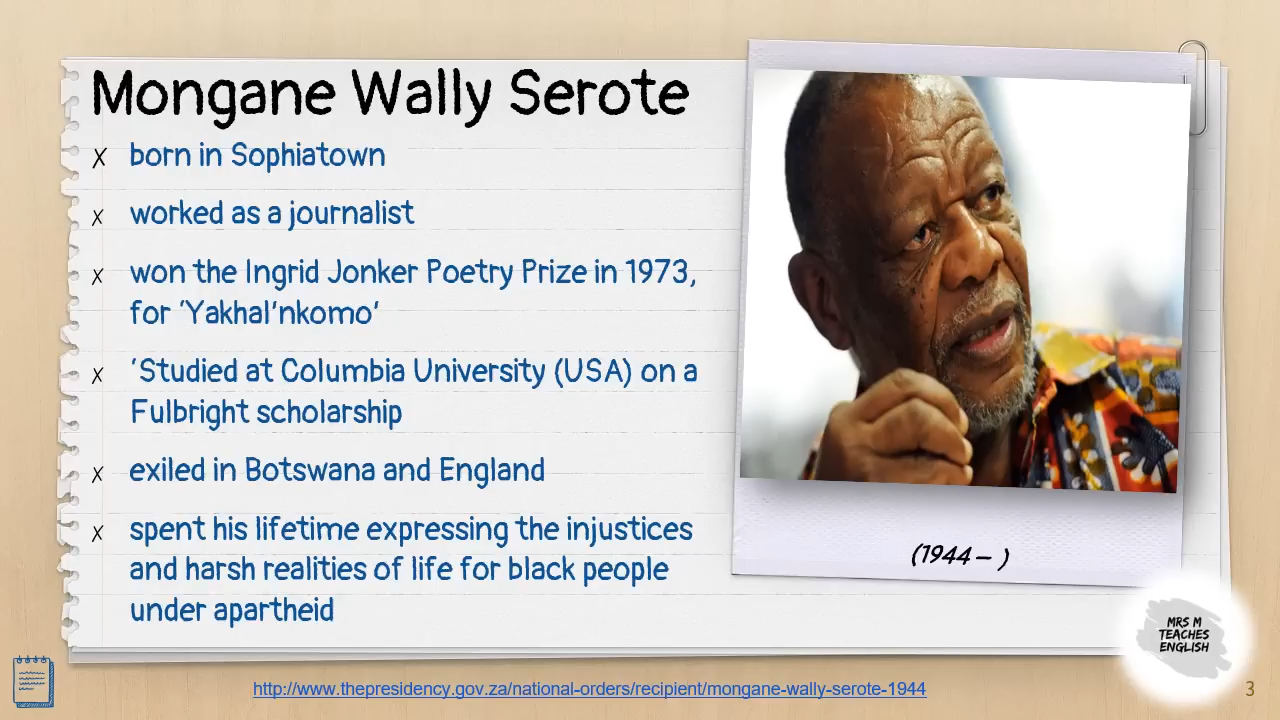 Mongane Wally Serote
x born in Sophiatown
x worked as a journalist
x won the Ingrid Jonker Poetry Prize in 1973,
for ‘Yakhal’nkomo’
x ‘Studied at Columbia University (USA) on a
Fulbright scholarship
x exiled in Botswana and England
x spent his lifetime expressing the injustices
and harsh realities of life for black people
under apartheid
(1944 – )
MRS M
TEACHES
ENGLISH
http://www.thepresidency.gov.za/national-orders/recipient/mongane-wally-serote-1944
3